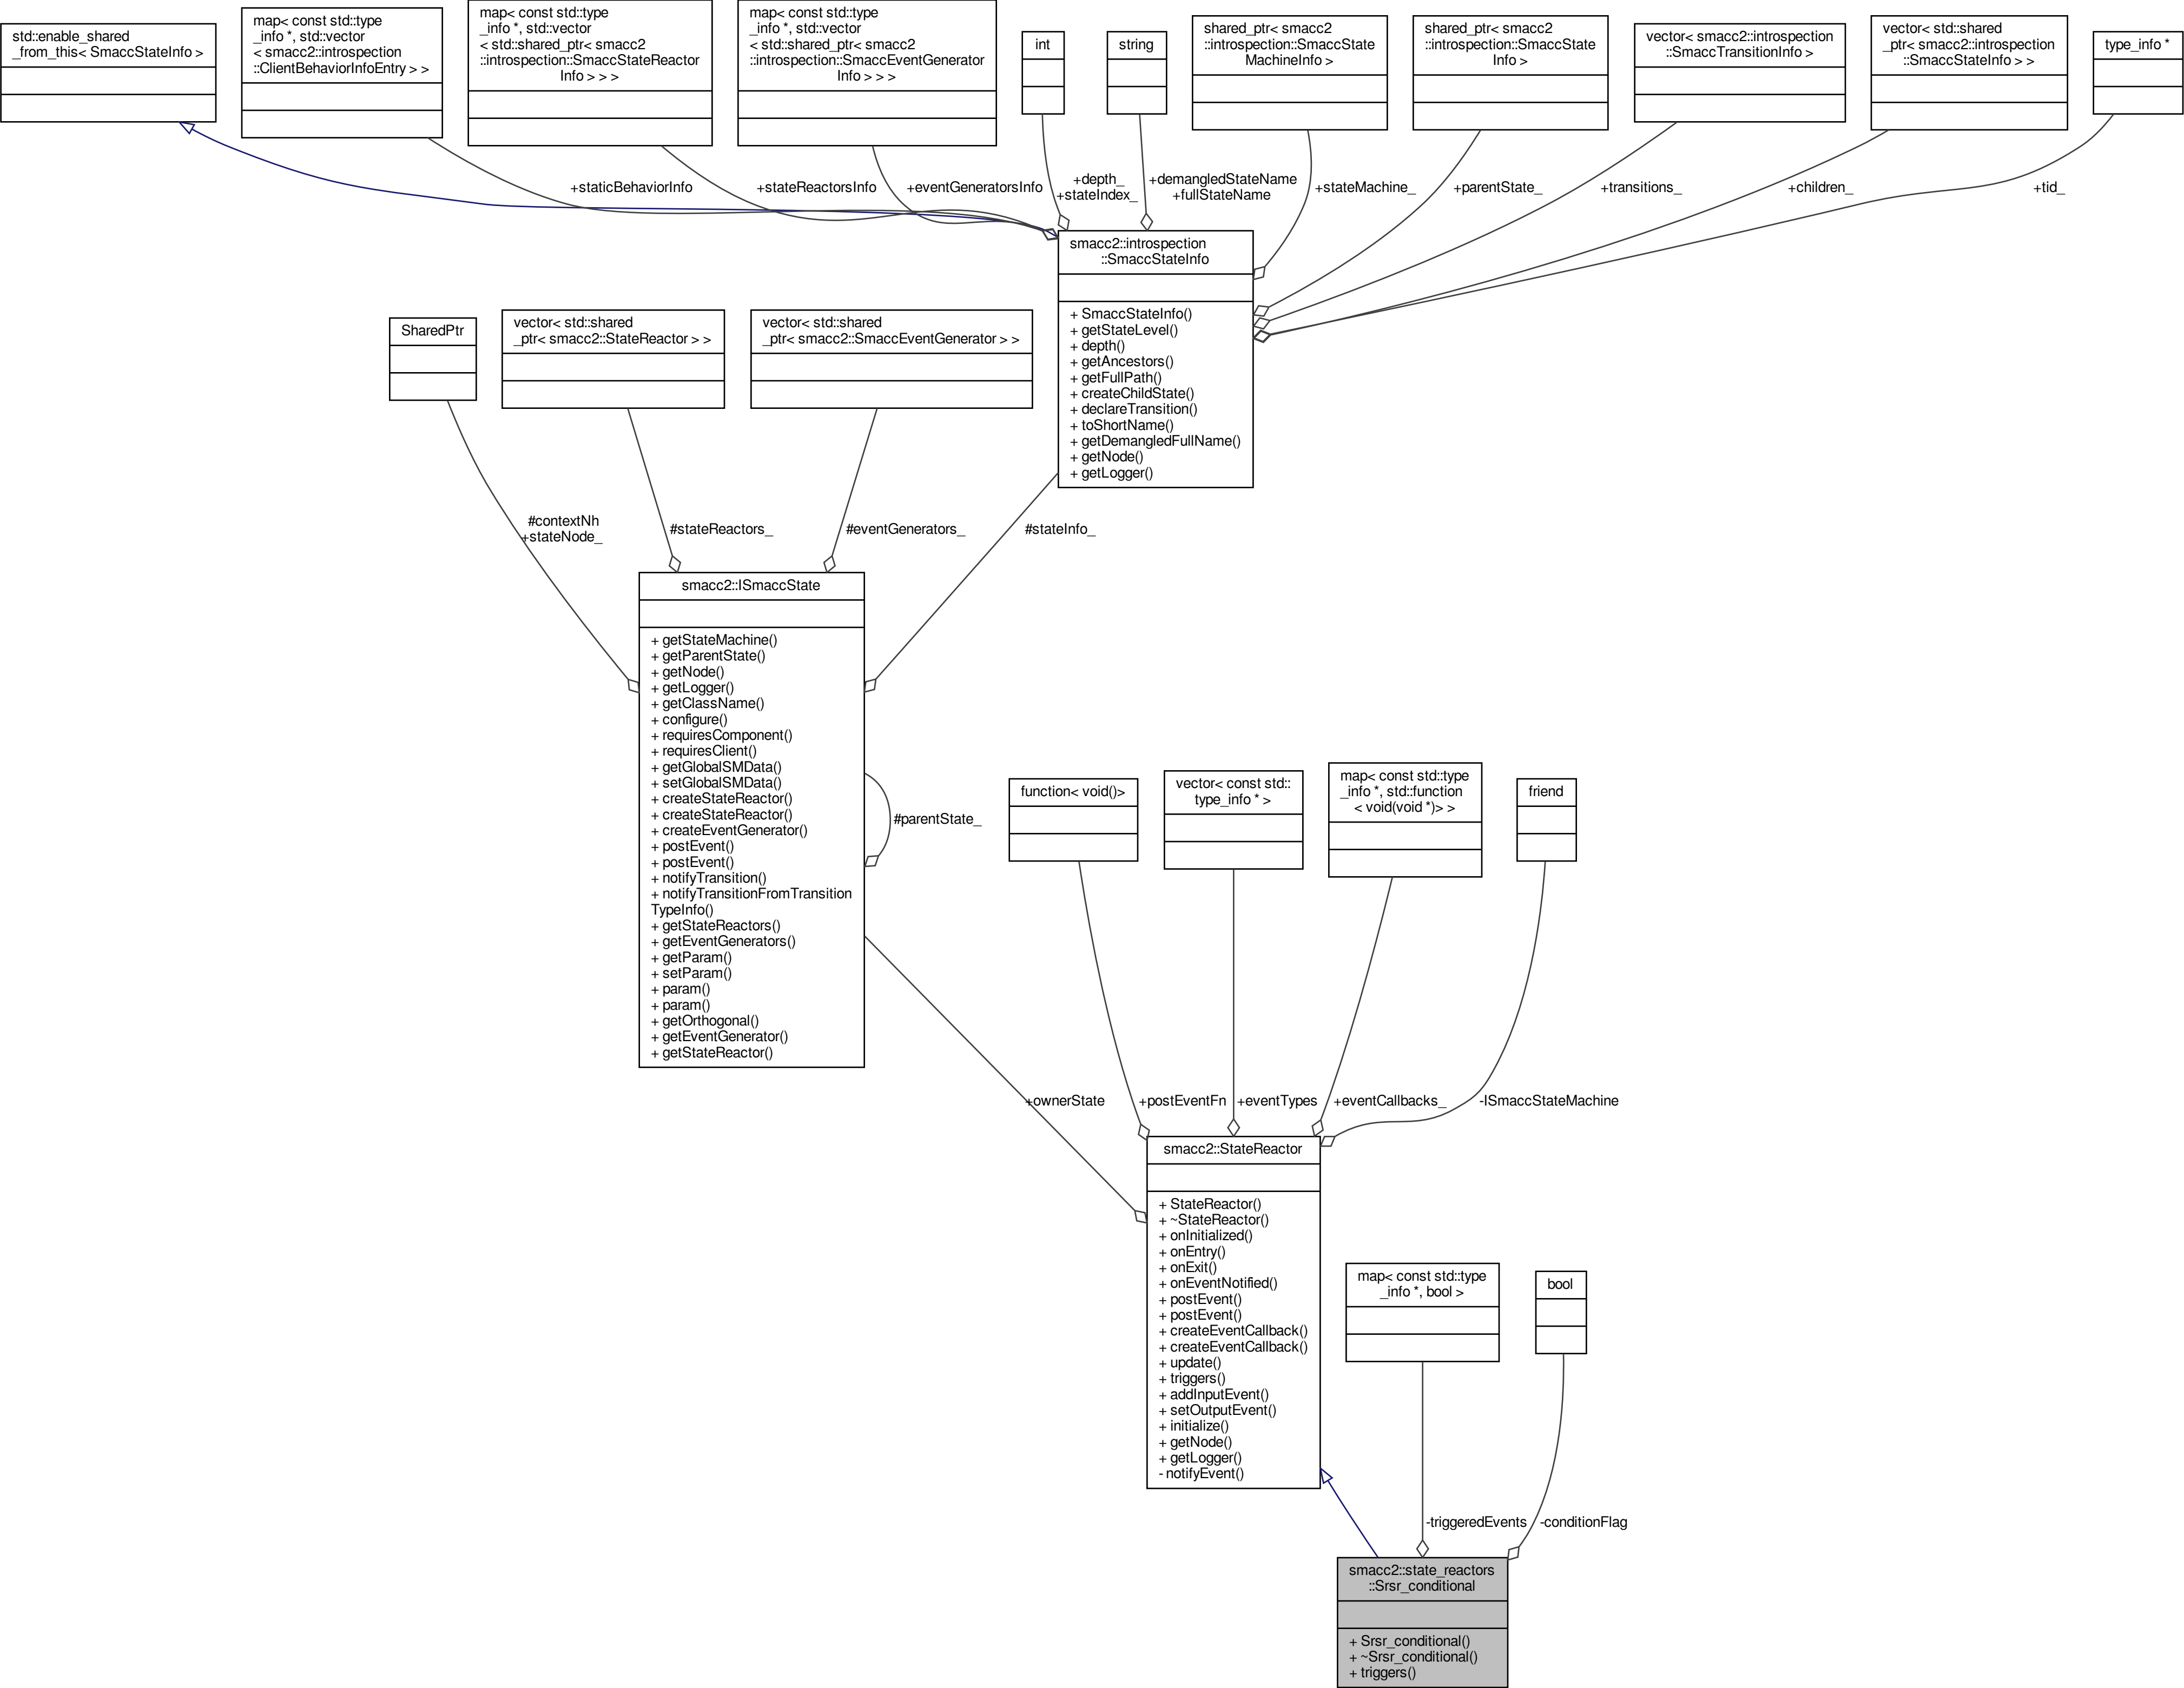 std::enable_shared
_from_this< SmaccStateInfo >
map< const std::type
_info *, std::vector
< smacc2::introspection
::ClientBehaviorInfoEntry > >
map< const std::type
_info *, std::vector
< std::shared_ptr< smacc2
::introspection::SmaccStateReactor
Info > > >
map< const std::type
_info *, std::vector
< std::shared_ptr< smacc2
::introspection::SmaccEventGenerator
Info > > >
int
string
shared_ptr< smacc2
::introspection::SmaccState
MachineInfo >
shared_ptr< smacc2
::introspection::SmaccState
Info >
vector< smacc2::introspection
::SmaccTransitionInfo >
vector< std::shared
_ptr< smacc2::introspection
::SmaccStateInfo > >
type_info *
+staticBehaviorInfo
+stateReactorsInfo
+eventGeneratorsInfo
+depth_
+stateIndex_
+demangledStateName
+fullStateName
+stateMachine_
+parentState_
+transitions_
+children_
+tid_
smacc2::introspection
::SmaccStateInfo
+ SmaccStateInfo()
+ getStateLevel()
+ depth()
+ getAncestors()
+ getFullPath()
+ createChildState()
+ declareTransition()
+ toShortName()
+ getDemangledFullName()
+ getNode()
+ getLogger()
SharedPtr
vector< std::shared
_ptr< smacc2::StateReactor > >
vector< std::shared
_ptr< smacc2::SmaccEventGenerator > >
#contextNh
+stateNode_
#stateReactors_
#eventGenerators_
#stateInfo_
smacc2::ISmaccState
+ getStateMachine()
+ getParentState()
+ getNode()
+ getLogger()
+ getClassName()
+ configure()
+ requiresComponent()
+ requiresClient()
+ getGlobalSMData()
+ setGlobalSMData()
+ createStateReactor()
+ createStateReactor()
+ createEventGenerator()
+ postEvent()
+ postEvent()
+ notifyTransition()
+ notifyTransitionFromTransition
TypeInfo()
+ getStateReactors()
+ getEventGenerators()
+ getParam()
+ setParam()
+ param()
+ param()
+ getOrthogonal()
+ getEventGenerator()
+ getStateReactor()
#parentState_
function< void()>
vector< const std::
type_info * >
map< const std::type
_info *, std::function
< void(void *)> >
friend
+ownerState
+postEventFn
+eventTypes
+eventCallbacks_
-ISmaccStateMachine
smacc2::StateReactor
+ StateReactor()
+ ~StateReactor()
+ onInitialized()
+ onEntry()
+ onExit()
+ onEventNotified()
+ postEvent()
+ postEvent()
+ createEventCallback()
+ createEventCallback()
+ update()
+ triggers()
+ addInputEvent()
+ setOutputEvent()
+ initialize()
+ getNode()
+ getLogger()
- notifyEvent()
map< const std::type
_info *, bool >
bool
-triggeredEvents
-conditionFlag
smacc2::state_reactors
::Srsr_conditional
+ Srsr_conditional()
+ ~Srsr_conditional()
+ triggers()